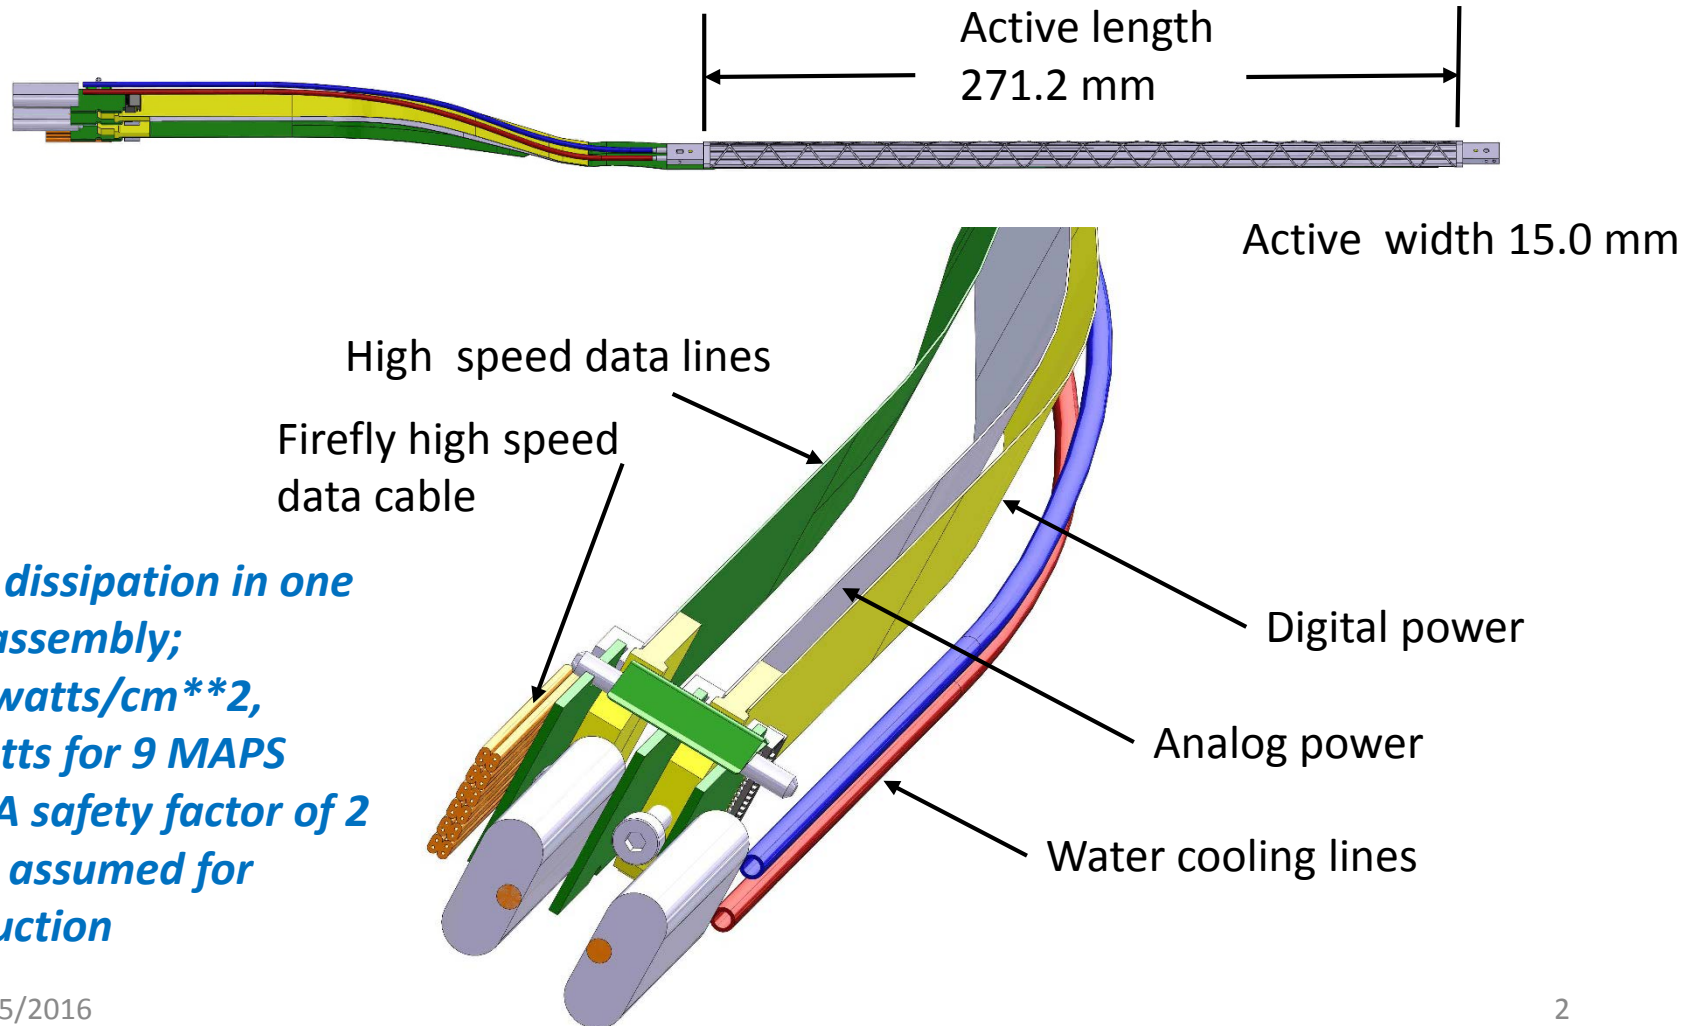 Active length
271.2 mm
Active width 15.0 mm
High speed data lines
Firefly high speed
data cable
dissipation in one
assembly;
watts/cm**2,
tts for 9 MAPS
A safety factor of 2
assumed for
uction
Digital power
Analog power
Water cooling lines
5/2016
2